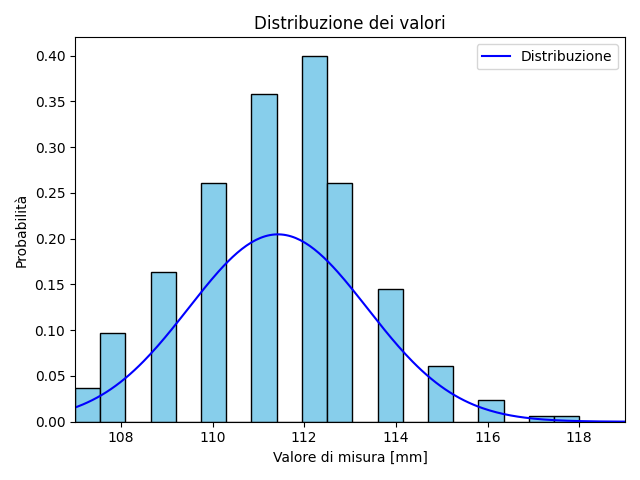 Distribuzione dei valori
Distribuzione
0.40
0.35
0.30
0.25
0.20
0.15
0.10
0.05
0.00
Probabilità
108 110 112 114 116 118
Valore di misura [mm]